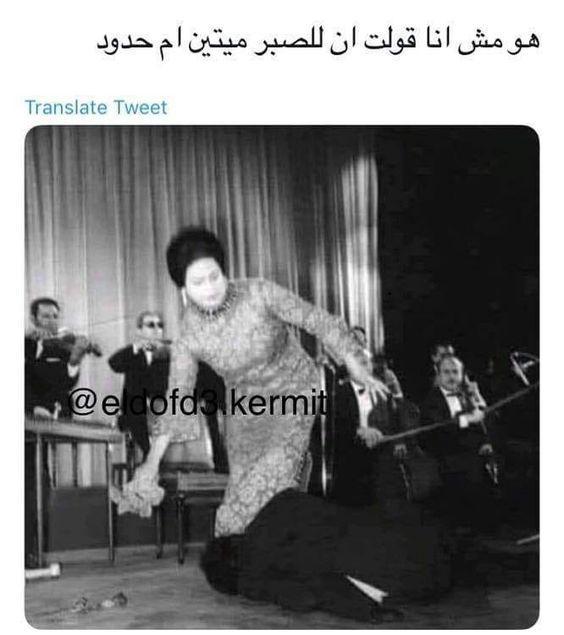 هو مش انا قولت ان للصبر ميتين ام حدود
Translate Tweet
@eldofd3.kermit